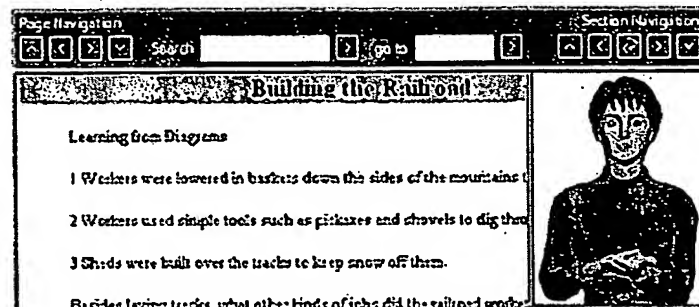 Page Navigation Section Navigation
Search go to
Building the Railroad
Learning from Diagrams
1 Workers were lowered in baskets down the sides of the mountains t
2 Workers used simple tools such as pickaxes and shovels to dig thro
3 Sheds were built over the tracks to keep snow off them.
Besides laying tracks, what other kinds of jobs did the railroad worke